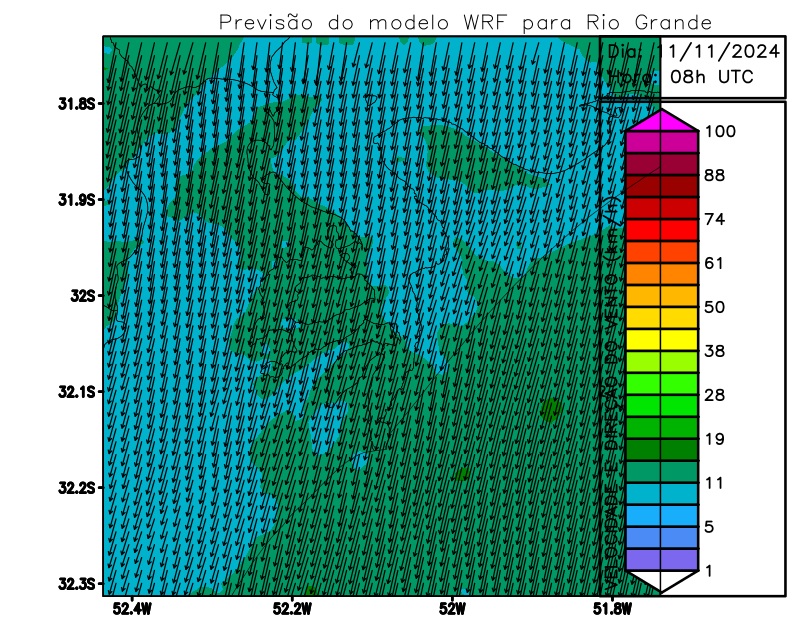 Previsão do modelo WRF para Rio Grande
Dia: 11/11/2024
Hora: 08h UTC
31.8S
31.9S
32S
32.1S
32.2S
32.3S
52.4W
52.2W
52W
51.8W
VELOCIDADE E DIREÇÃO DO VENTO (km/h)
100
88
74
61
50
38
28
19
11
5
1